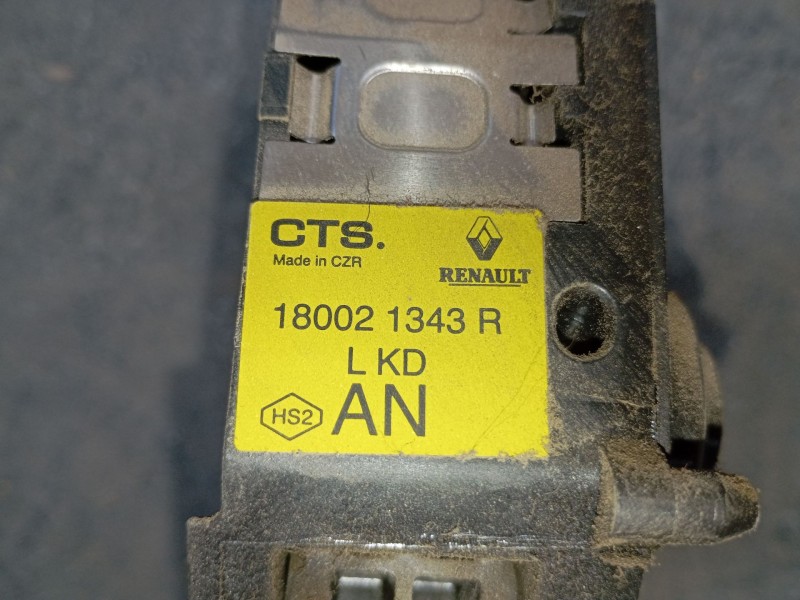 CTS.
Made in CZR
RENAULT
18002 1343 R
L KD
HS2 AN